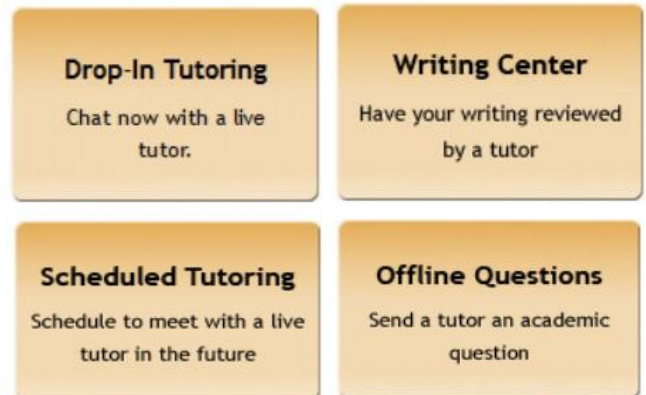 Drop-In Tutoring
Chat now with a live
tutor.
Writing Center
Have your writing reviewed
by a tutor
Scheduled Tutoring
Schedule to meet with a live
tutor in the future
Offline Questions
Send a tutor an academic
question